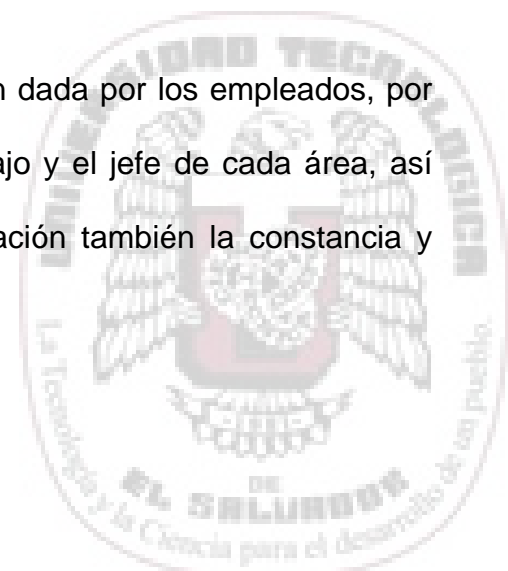 n dada por los empleados, por
ajo y el jefe de cada área, así
ación también la constancia y
UNIVERSIDAD TECNOLOGICA
DE
EL SALVADOR
La Tecnología y la Ciencia para el desarrollo de un pueblo.